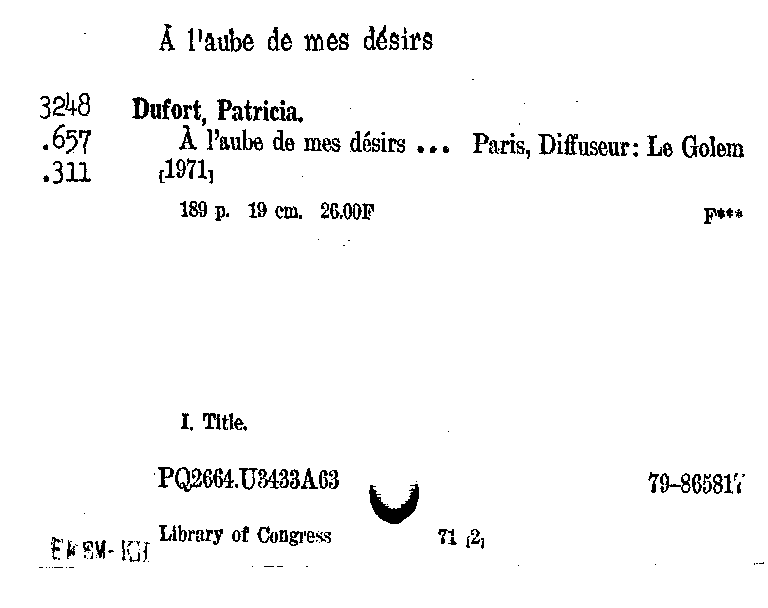 À l'aube de mes désirs
3248 Dufort, Patricia.
.657 À l'aube de mes désirs ... Paris, Diffuseur: Le Golem
.311 [1971]
189 p. 19 cm. 26.00F F***
I. Title.
PQ2664.U3433A63 79-865817
Library of Congress 71 [2]